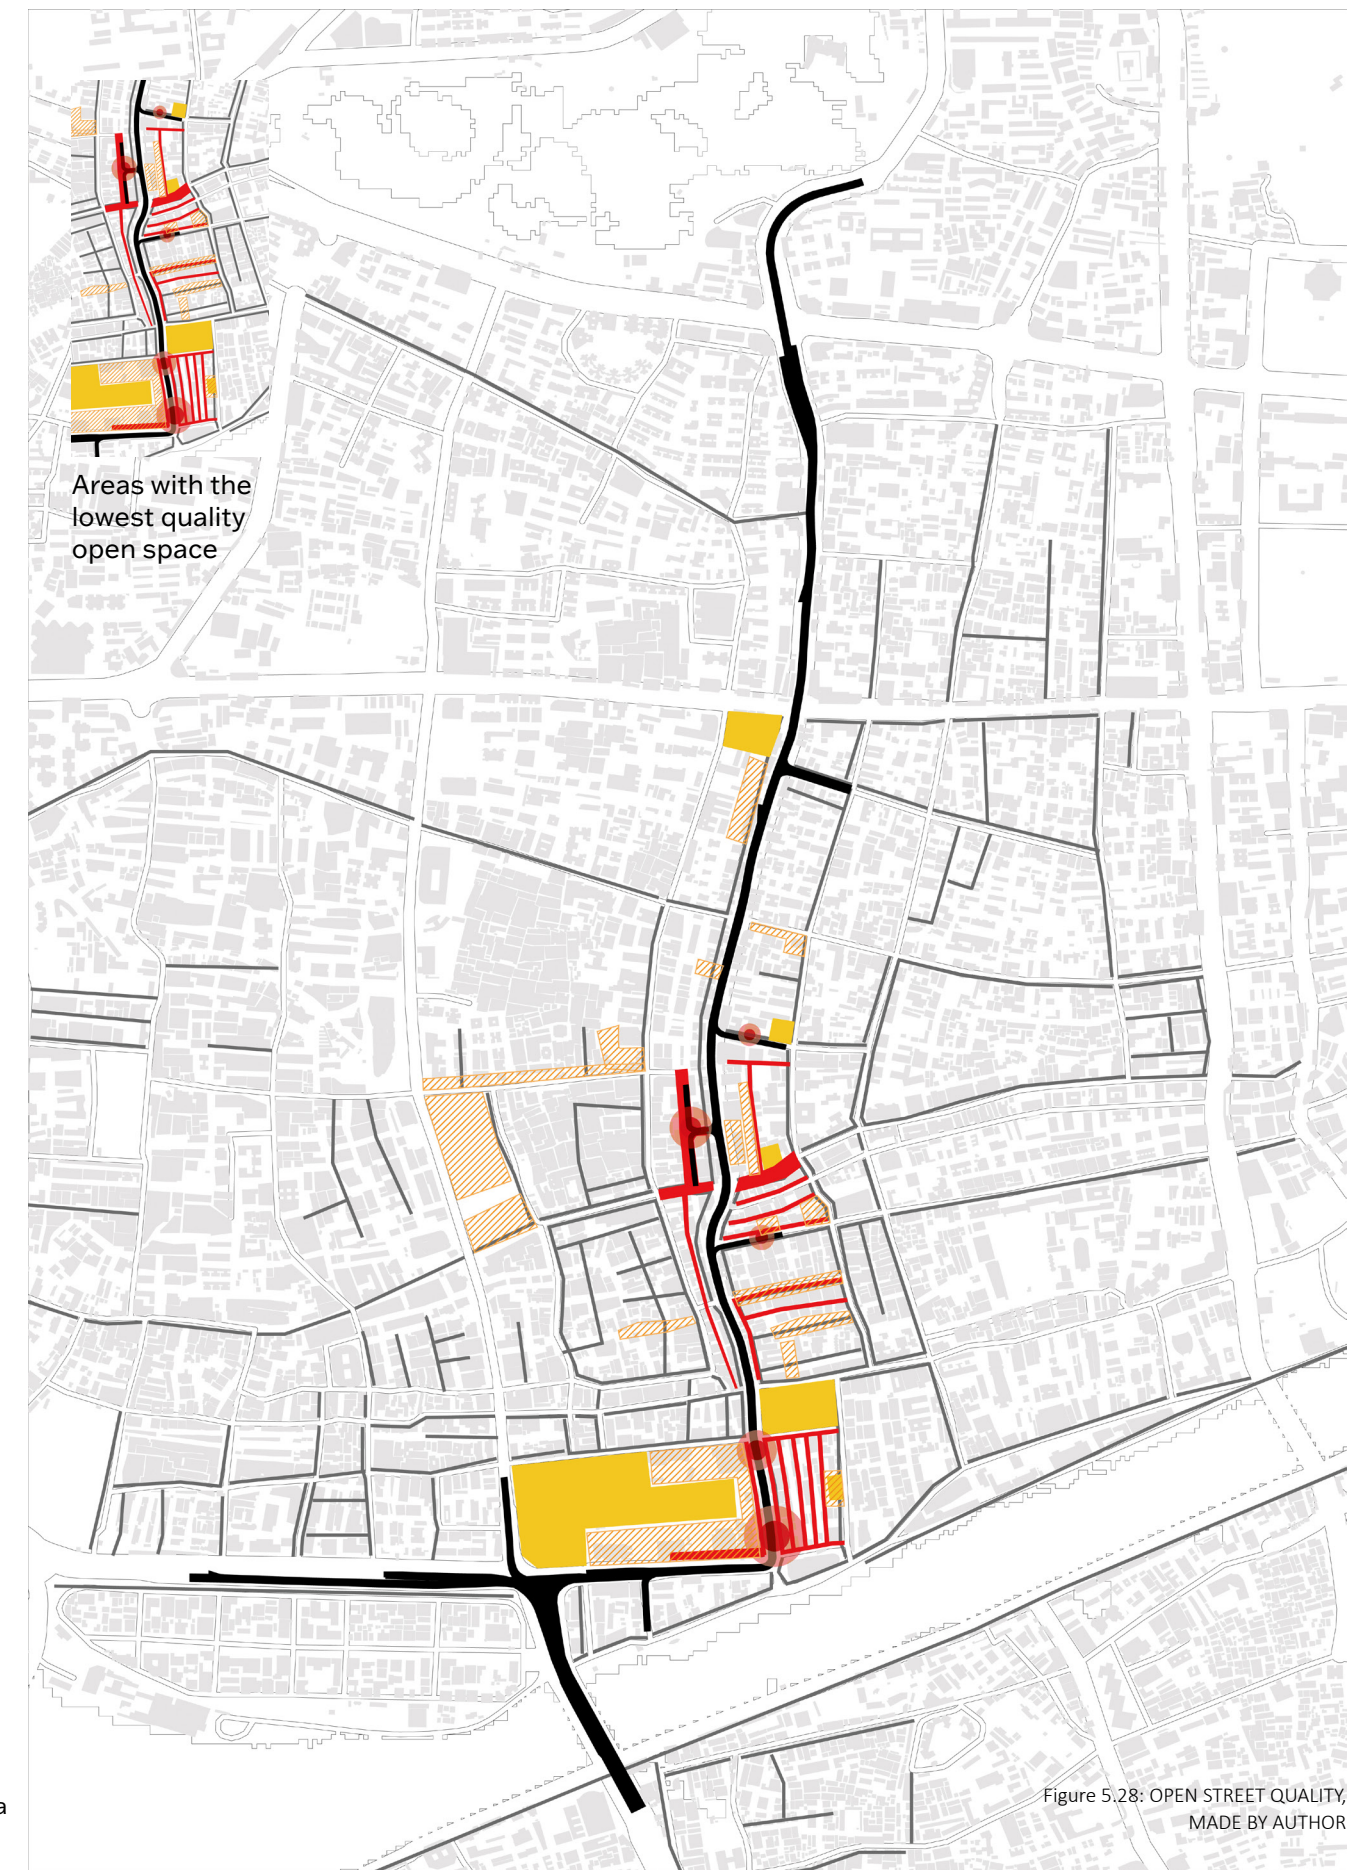 Areas with the
lowest quality
open space
a
Figure 5.28: OPEN STREET QUALITY,
MADE BY AUTHOR